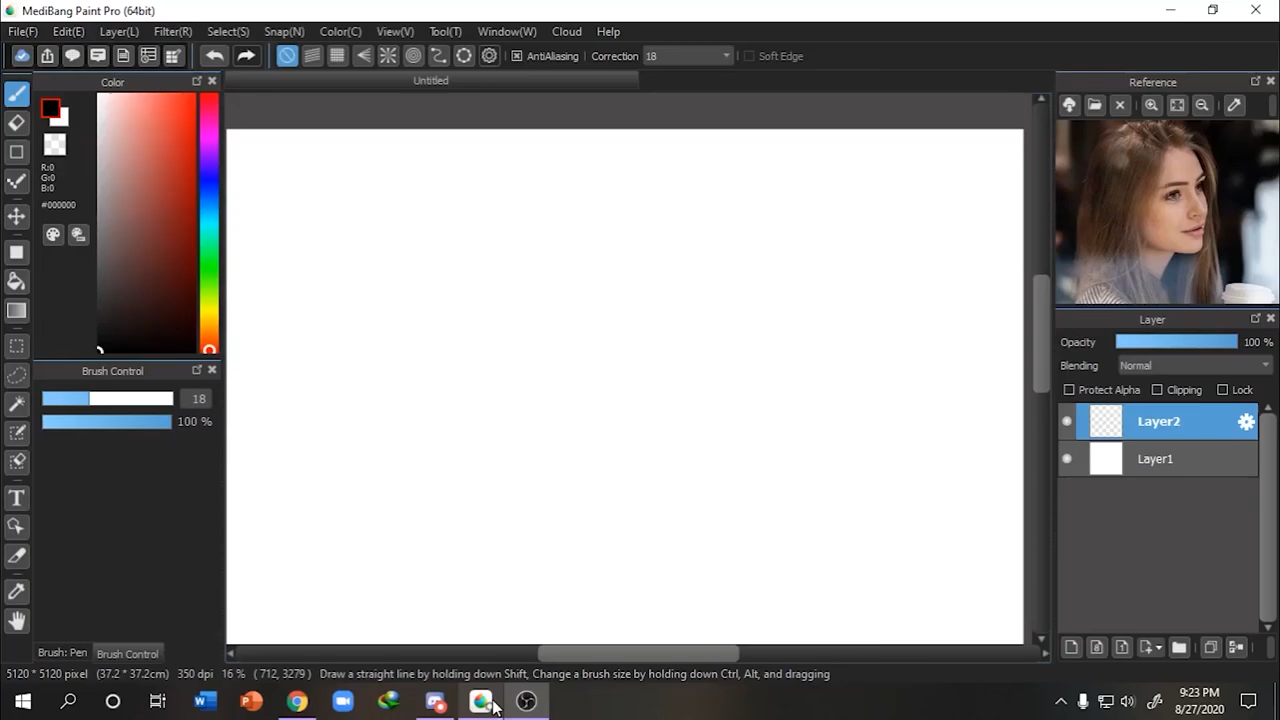 MediBang Paint Pro (64bit)
File(F) Edit(E) Layer(L) Filter(R) Select(S) Snap(N) Color(C) View(V) Tool(T) Window(W) Cloud Help
AntiAliasing Correction 18 Soft Edge
Color
Untitled
Reference
R:0
G:0
B:0
#000000
Brush Control
18
100 %
Layer
Opacity 100 %
Blending Normal
Protect Alpha Clipping Lock
Layer2
Layer1
T
Brush: Pen Brush Control
5120 * 5120 pixel (37.2 * 37.2cm) 350 dpi 16 % ( 712, 3279 ) Draw a straight line by holding down Shift, Change a brush size by holding down Ctrl, Alt, and dragging
9:23 PM
8/27/2020